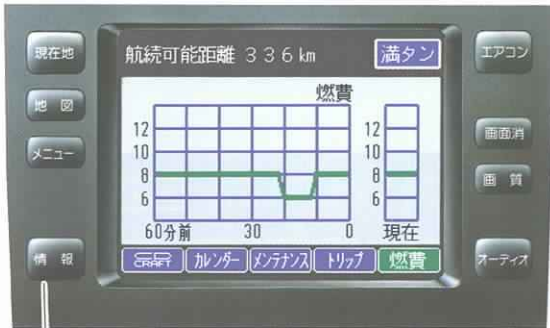 現在地
地図
メニュー
情報
航続可能距離 336km
満タン
燃費
12
10
8
6
60分前 30 0
12
10
8
6
現在
カレンダー
メンテナンス
トリップ
燃費
エアコン
画面消
画質
オーディオ